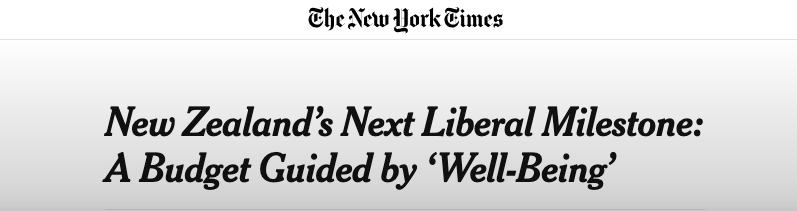 The New York Times
New Zealand’s Next Liberal Milestone:
A Budget Guided by ‘Well-Being’